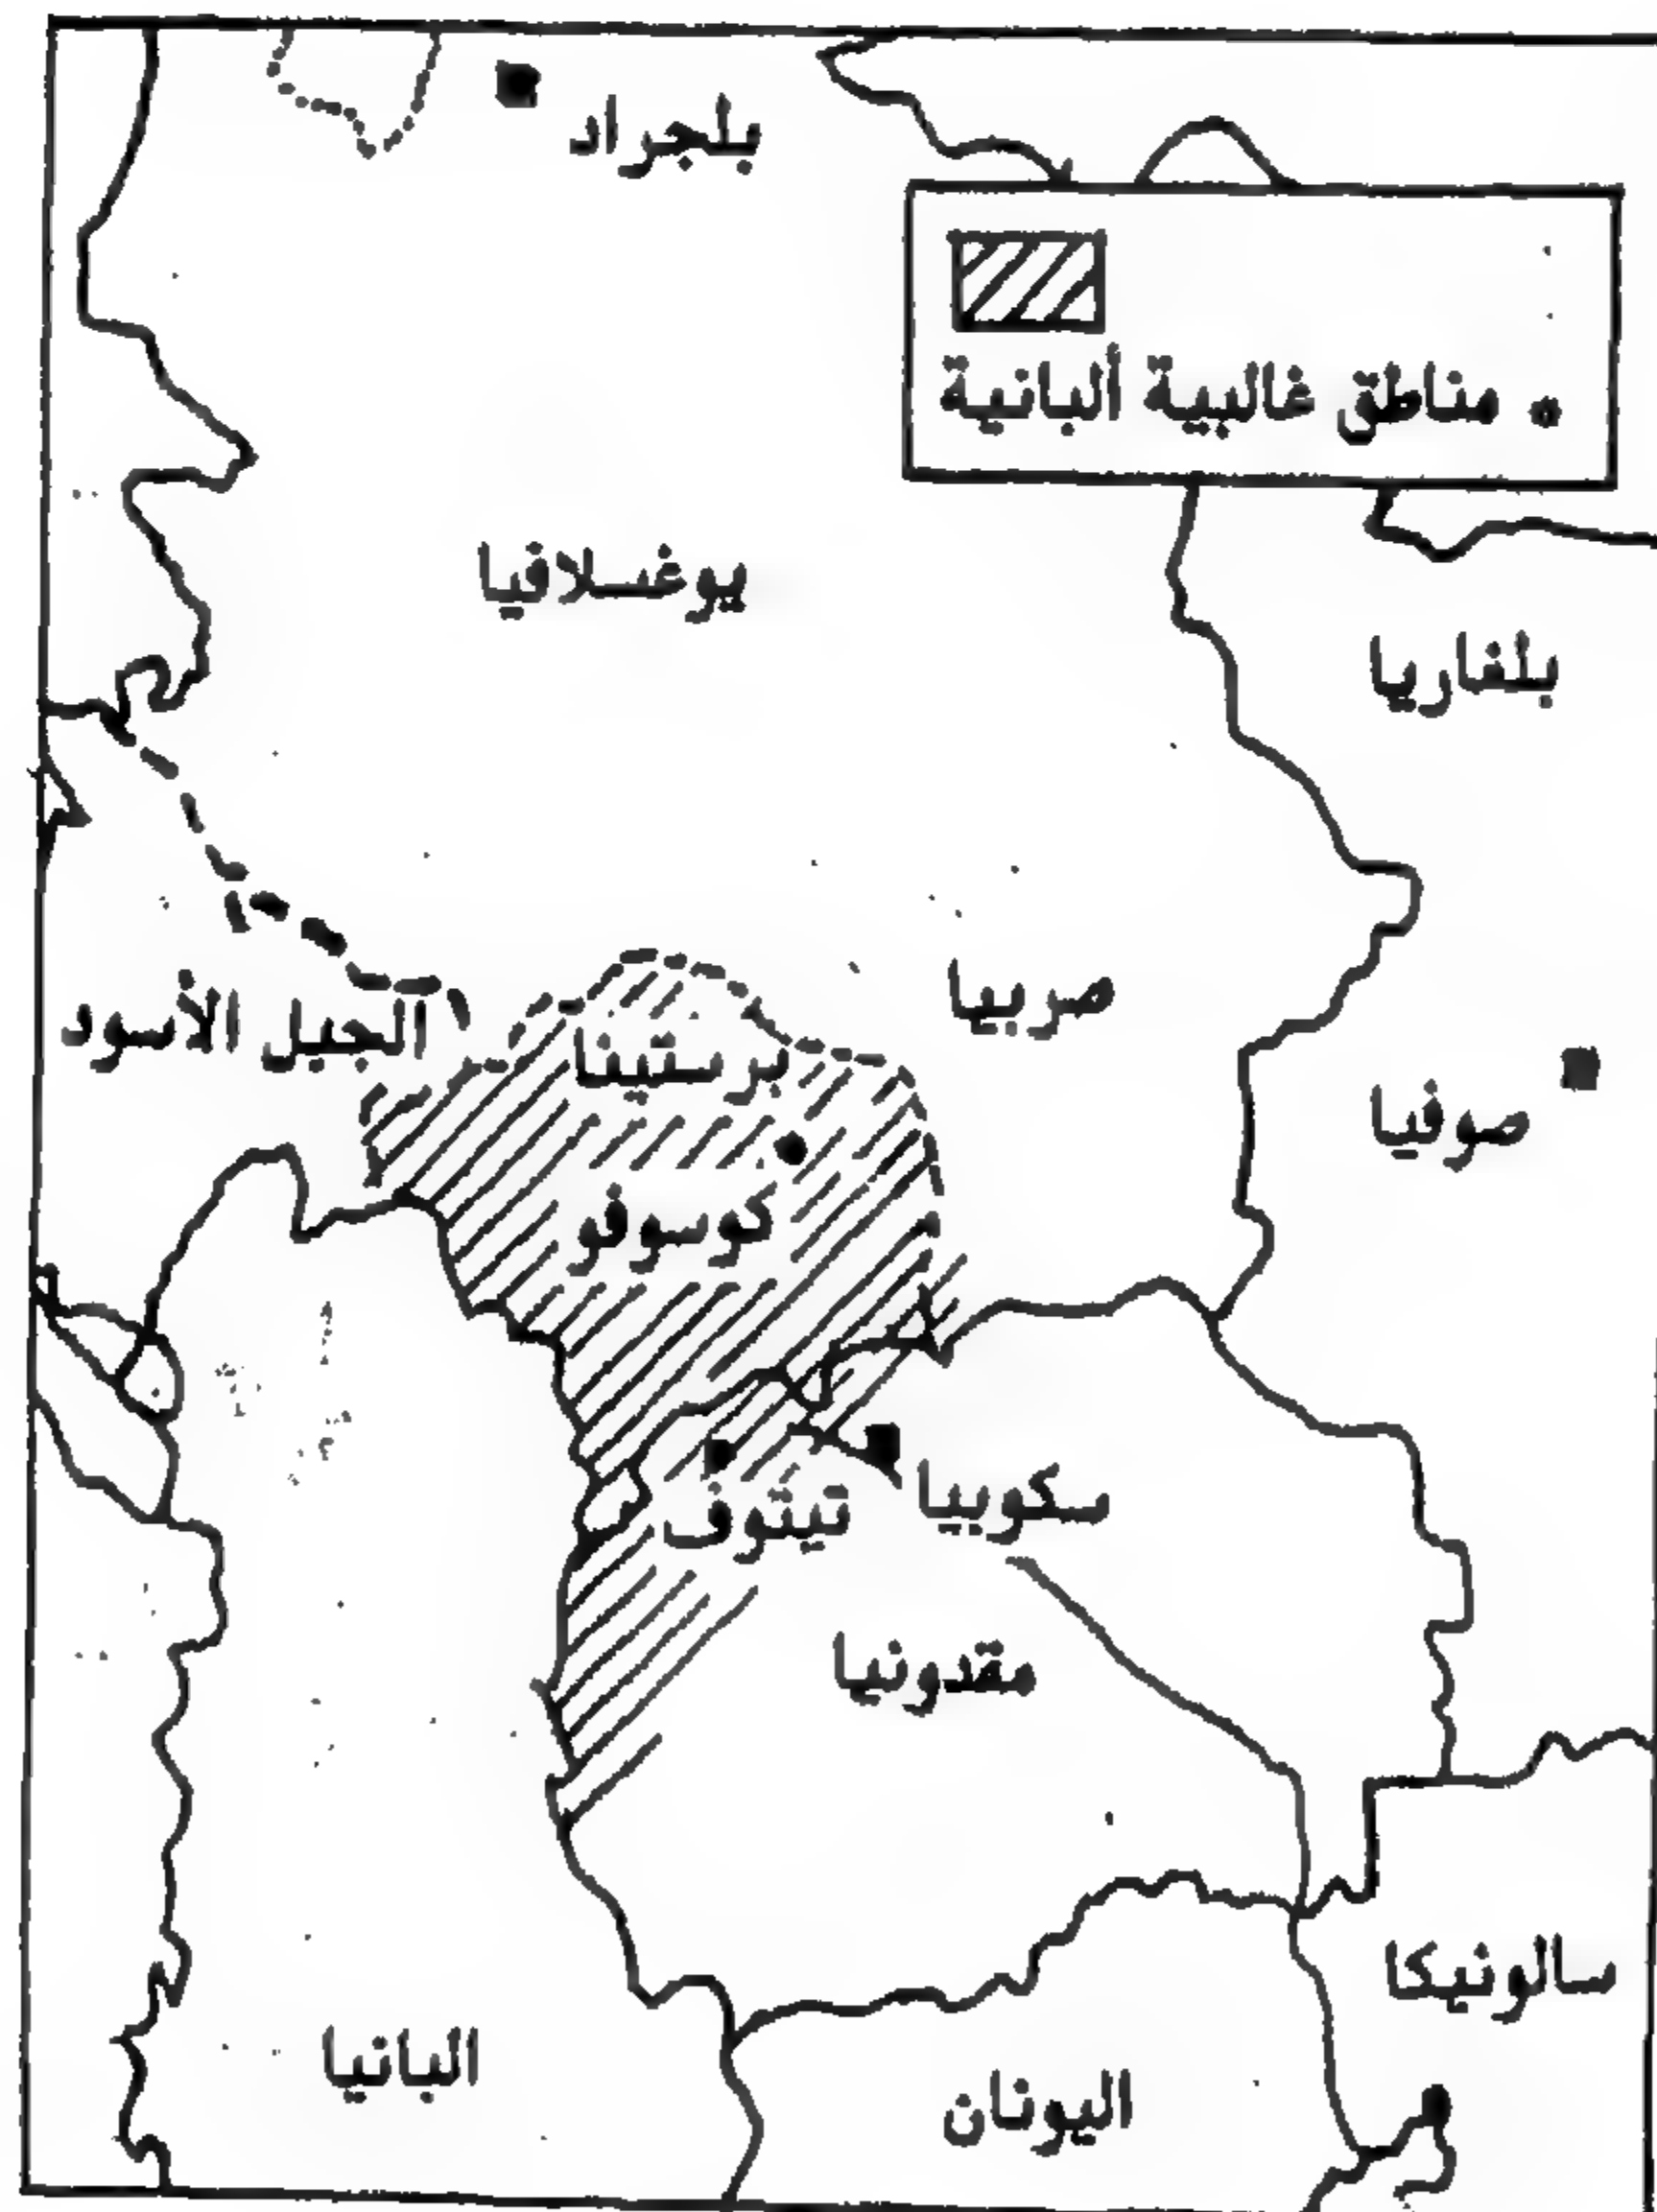 بلجراد
* مناطق غالبية ألبانية
يوغسلافيا
بلغاريا
صربيا
الجبل الأسود
برستينا
صوفيا
كوسوفو
سكوبيا
تيتوف
مقدونيا
سالونيكا
البانيا
اليونان